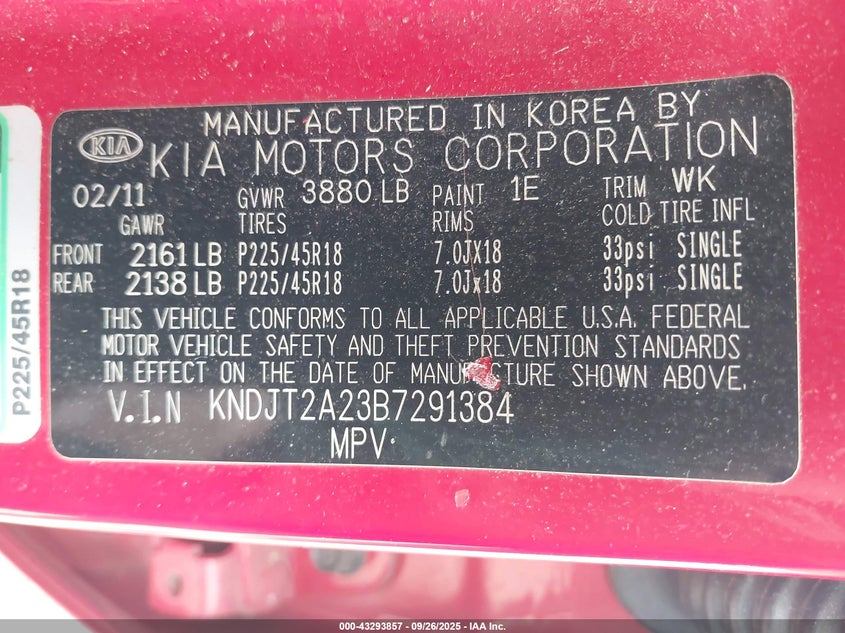 MANUFACTURED IN KOREA BY
KIA KIA MOTORS CORPORATION
02/11 GVWR 3880 LB PAINT 1E TRIM WK
GAWR TIRES RIMS COLD TIRE INFL
FRONT 2161 LB P225/45R18 7.0JX18 33psi SINGLE
REAR 2138 LB P225/45R18 7.0Jx18 33psi SINGLE
THIS VEHICLE CONFORMS TO ALL APPLICABLE U.S.A. FEDERAL
MOTOR VEHICLE SAFETY AND THEFT PREVENTION STANDARDS
IN EFFECT ON THE DATE OF MANUFACTURE SHOWN ABOVE.
V.I.N KNDJT2A23B7291384
MPV
P225/45R18
000-43293857 - 09/26/2025 - IAA Inc.